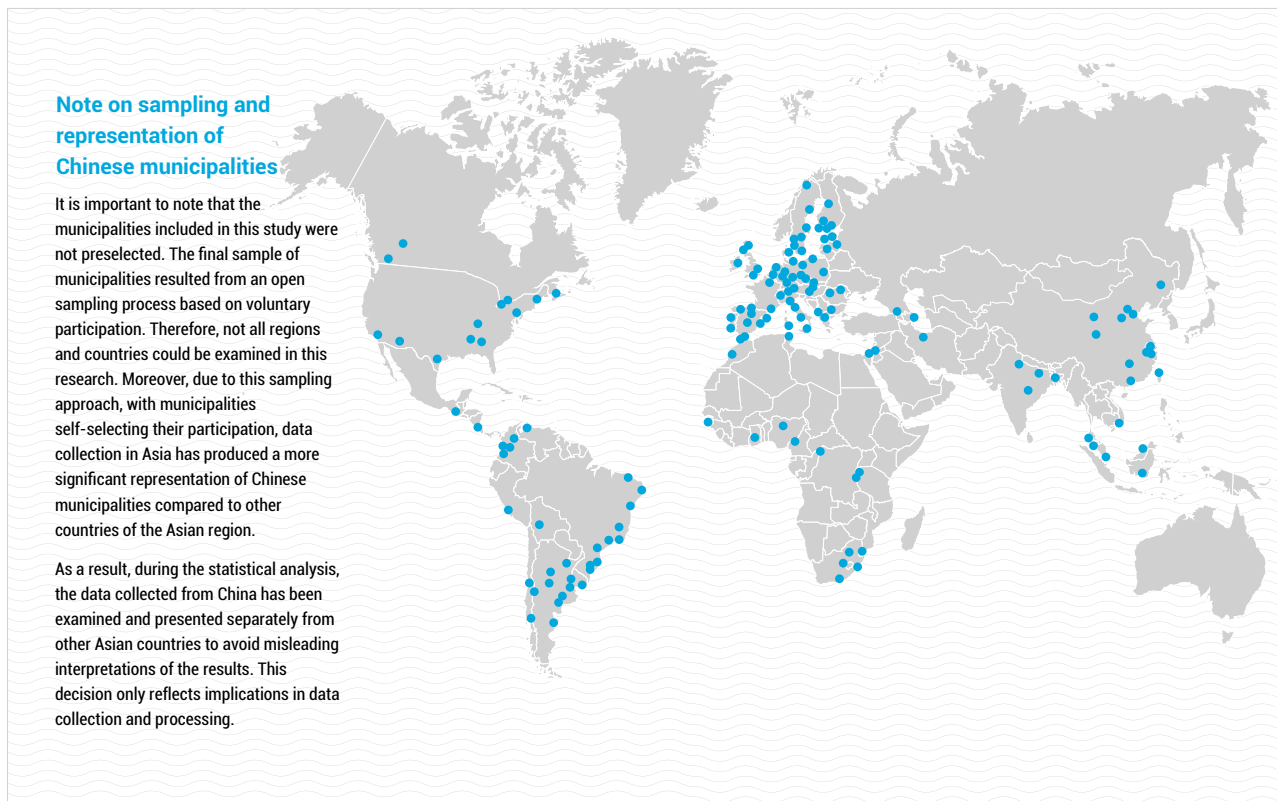 Note on sampling and
representation of
Chinese municipalities
It is important to note that the
municipalities included in this study were
not preselected. The final sample of
municipalities resulted from an open
sampling process based on voluntary
participation. Therefore, not all regions
and countries could be examined in this
research. Moreover, due to this sampling
approach, with municipalities
self-selecting their participation, data
collection in Asia has produced a more
significant representation of Chinese
municipalities compared to other
countries of the Asian region.
As a result, during the statistical analysis,
the data collected from China has been
examined and presented separately from
other Asian countries to avoid misleading
interpretations of the results. This
decision only reflects implications in data
collection and processing.